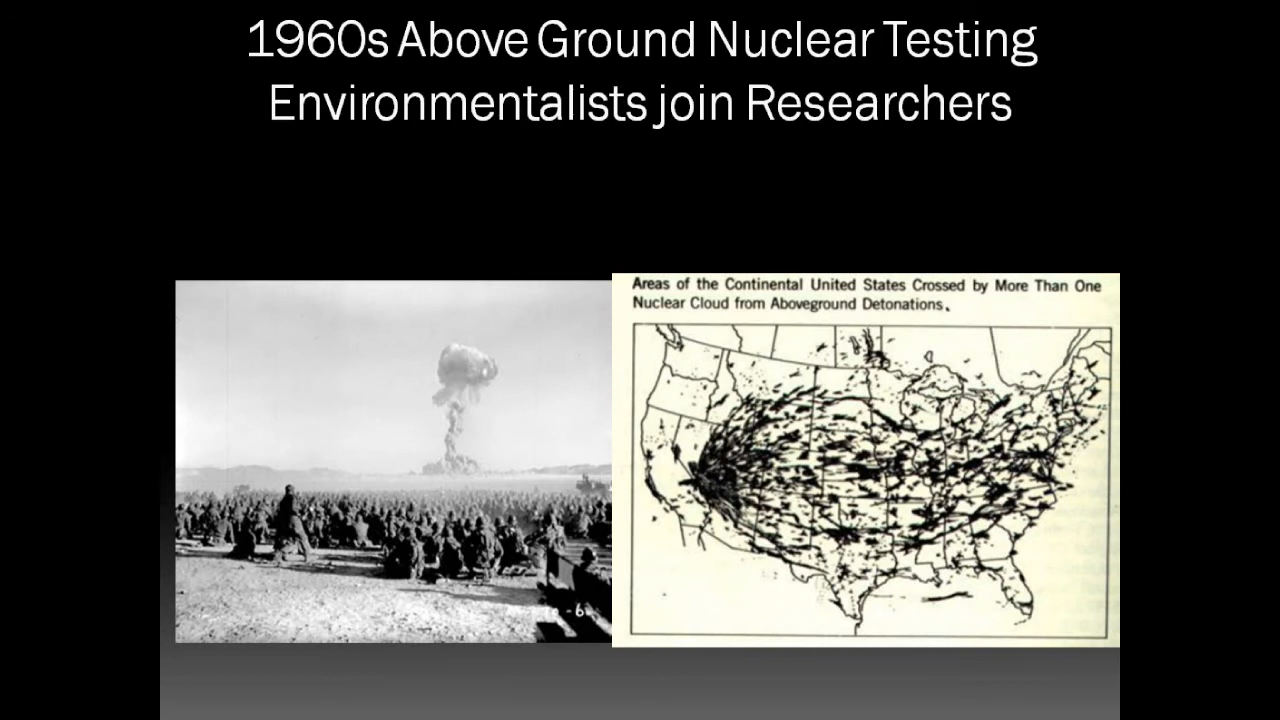 1960s Above Ground Nuclear Testing
Environmentalists join Researchers
Areas of the Continental United States Crossed by More Than One
Nuclear Cloud from Aboveground Detonations.